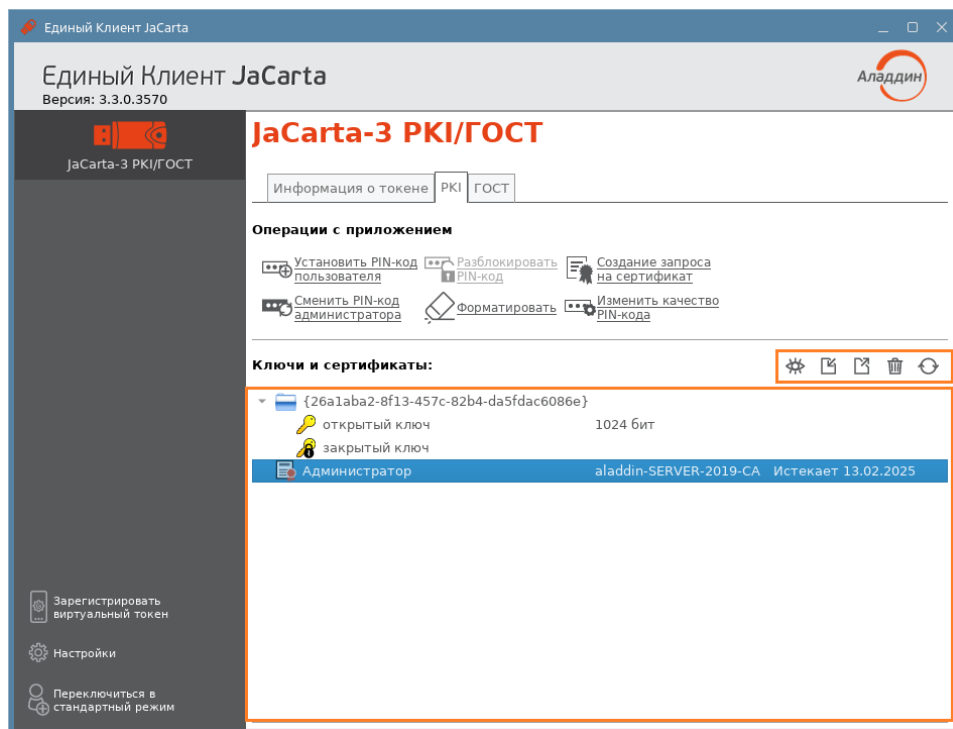 Единый Клиент JaCarta
Единый Клиент JaCarta
Версия: 3.3.0.3570
Аладдин
JaCarta-3 PKI/ГОСТ
JaCarta-3 PKI/ГОСТ
Информация о токене PKI ГОСТ
Операции с приложением
Установить PIN-код
пользователя
Разблокировать
PIN-код
Создание запроса
на сертификат
Сменить PIN-код
администратора
Форматировать
Изменить качество
PIN-кода
Ключи и сертификаты:
{26a1aba2-8f13-457c-82b4-da5fdac6086e}
открытый ключ 1024 бит
закрытый ключ
Администратор aladdin-SERVER-2019-CA Истекает 13.02.2025
Зарегистрировать
виртуальный токен
Настройки
Переключиться в
стандартный режим